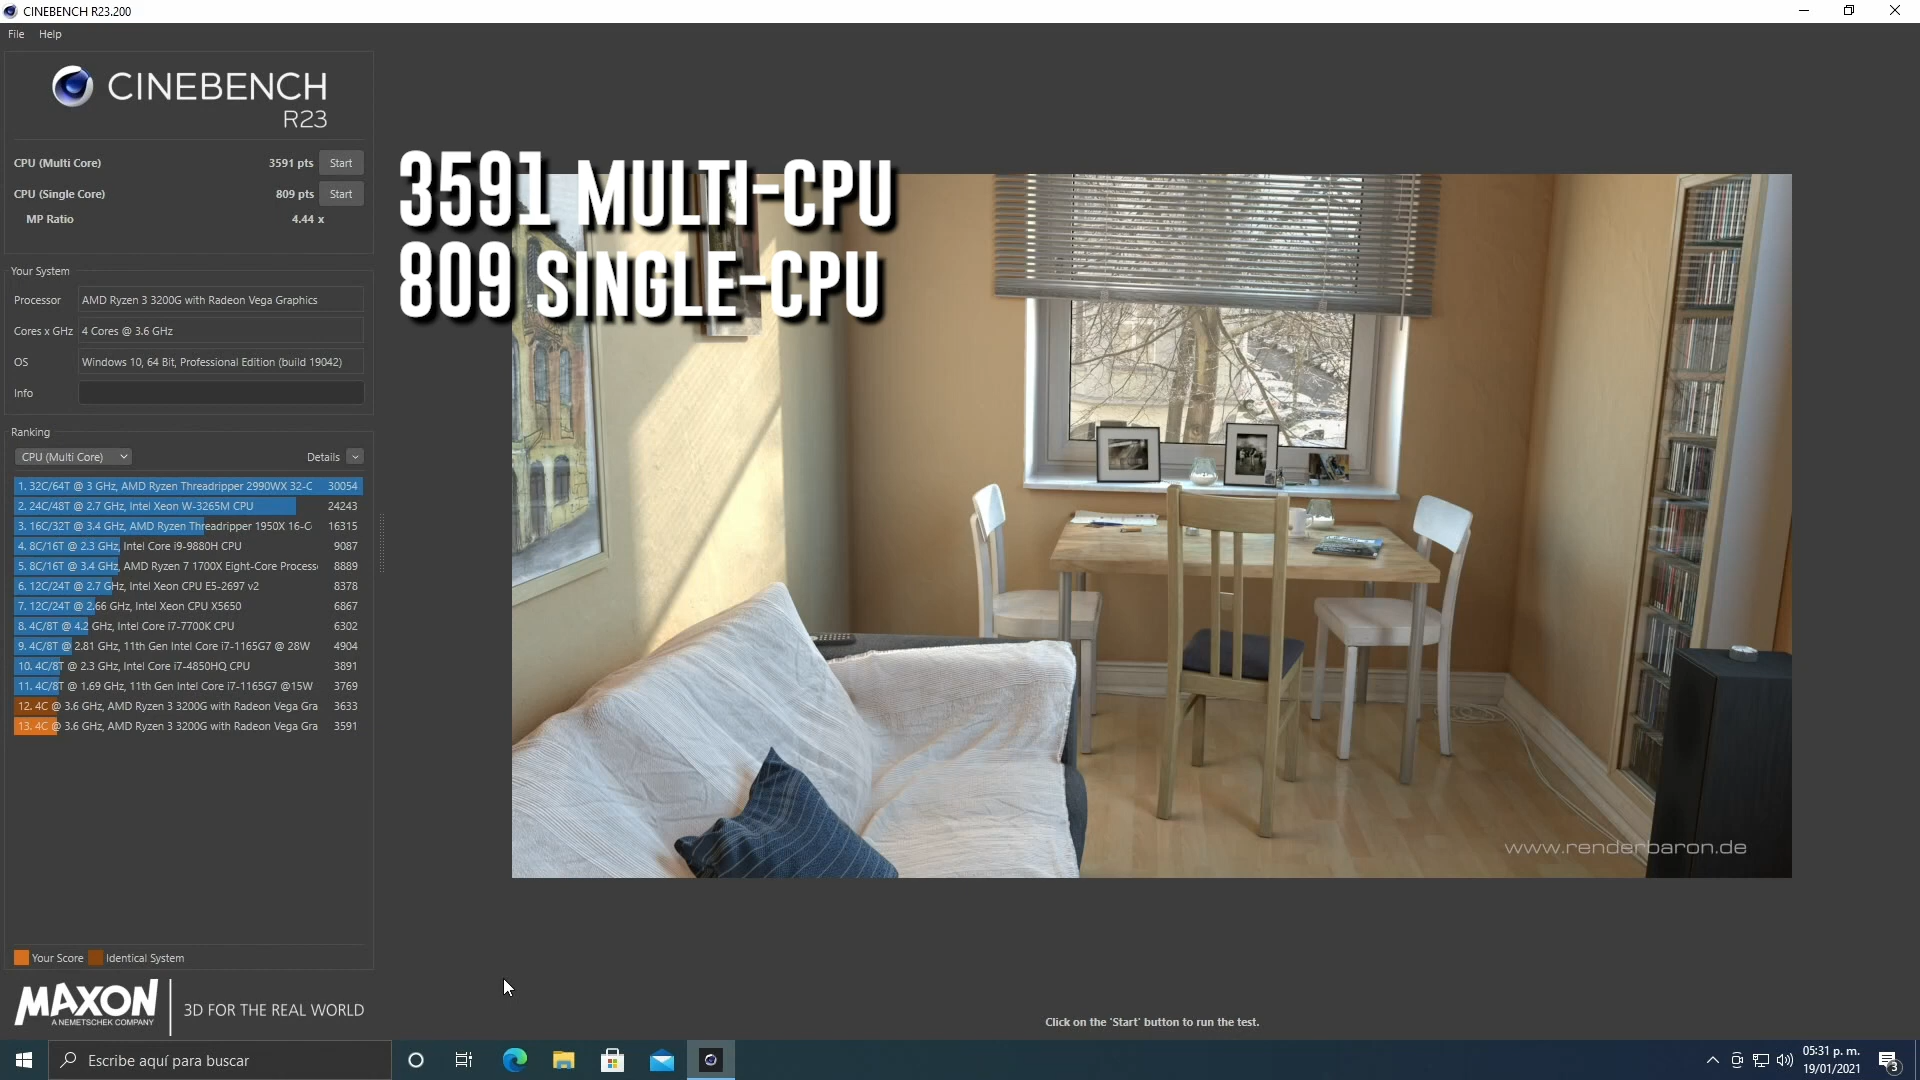 CINEBENCH R23.200
File Help
CINEBENCH
R23
CPU (Multi Core) 3591 pts Start
CPU (Single Core) 809 pts Start
MP Ratio 4.44 x
3591 MULTI-CPU
809 SINGLE-CPU
Your System
Processor AMD Ryzen 3 3200G with Radeon Vega Graphics
Cores x GHz 4 Cores @ 3.6 GHz
OS Windows 10, 64 Bit, Professional Edition (build 19042)
Info
Ranking
CPU (Multi Core) Details
1. 32C/64T @ 3 GHz, AMD Ryzen Threadripper 2990WX 32-C 30054
2. 24C/48T @ 2.7 GHz, Intel Xeon W-3265M CPU 24243
3. 16C/32T @ 3.4 GHz, AMD Ryzen Threadripper 1950X 16-C 16315
4. 8C/16T @ 2.3 GHz, Intel Core i9-9880H CPU 9087
5. 8C/16T @ 3.4 GHz, AMD Ryzen 7 1700X Eight-Core Process 8889
6. 12C/24T @ 2.7 GHz, Intel Xeon CPU E5-2697 v2 8378
7. 12C/24T @ 2.66 GHz, Intel Xeon CPU X5650 6867
8. 4C/8T @ 4.2 GHz, Intel Core i7-7700K CPU 6302
9. 4C/8T @ 2.81 GHz, 11th Gen Intel Core i7-1165G7 @ 28W 4904
10. 4C/8T @ 2.3 GHz, Intel Core i7-4850HQ CPU 3891
11. 4C/8T @ 1.69 GHz, 11th Gen Intel Core i7-1165G7 @15W 3769
12. 4C @ 3.6 GHz, AMD Ryzen 3 3200G with Radeon Vega Gra 3633
13. 4C @ 3.6 GHz, AMD Ryzen 3 3200G with Radeon Vega Gra 3591
www.renderbaron.de
Your Score Identical System
MAXON
A NEMETSCHEK COMPANY
3D FOR THE REAL WORLD
Click on the 'Start' button to run the test.
Escribe aquí para buscar
05:31 p. m.
19/01/2021
3